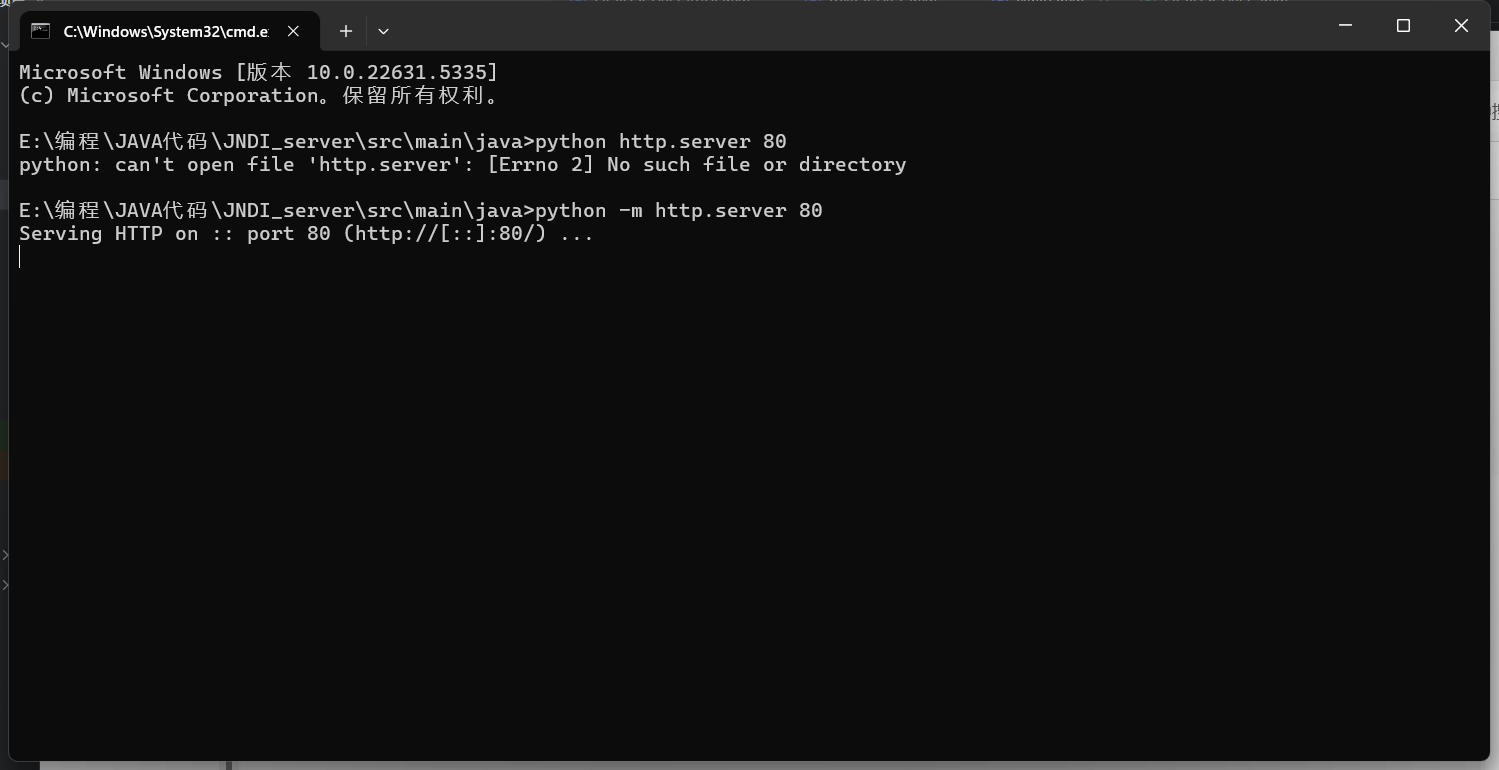 C:\Windows\System32\cmd.e
Microsoft Windows [版本 10.0.22631.5335]
(c) Microsoft Corporation。保留所有权利。
E:\编程\JAVA代码\JNDI_server\src\main\java>python http.server 80
python: can't open file 'http.server': [Errno 2] No such file or directory
E:\编程\JAVA代码\JNDI_server\src\main\java>python -m http.server 80
Serving HTTP on :: port 80 (http://[::]:80/) ...